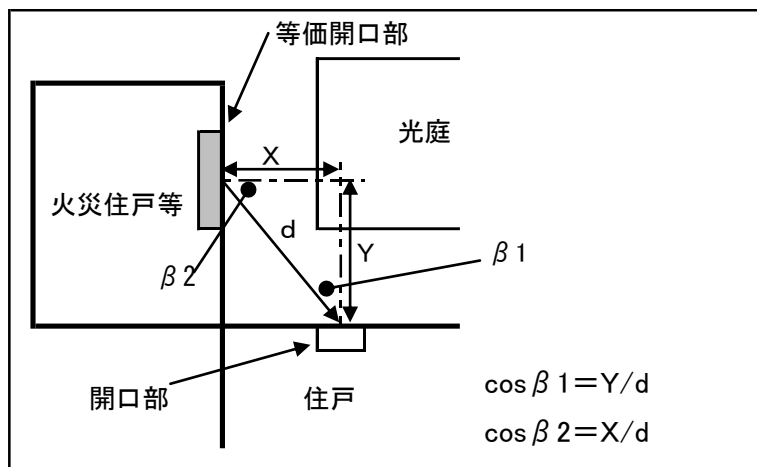 等価開口部
光庭
X
火災住戸等
d
Y
β2
β1
開口部
住戸
cosβ1=Y/d
cosβ2=X/d